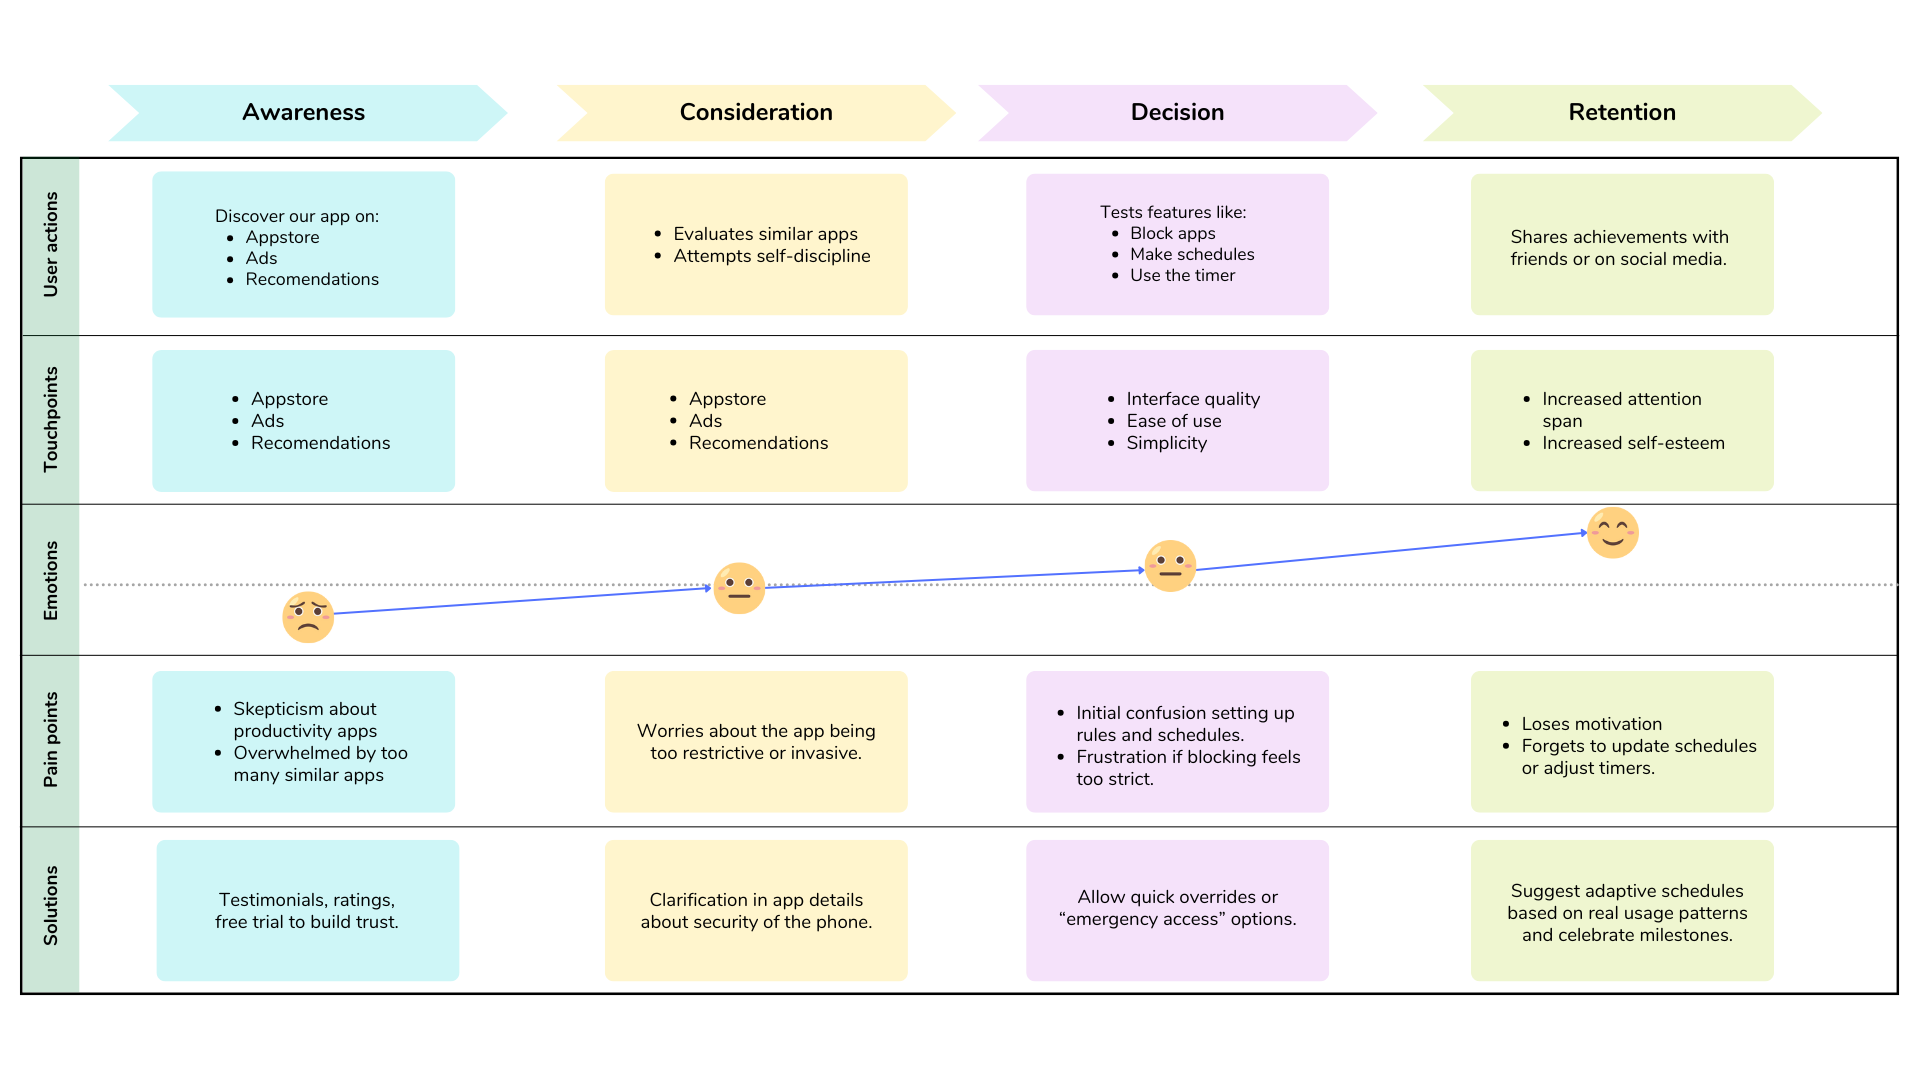 Awareness
Consideration
Decision
Retention
User actions
Discover our app on:
Appstore
Ads
Recomendations
Evaluates similar apps
Attempts self-discipline
Tests features like:
Block apps
Make schedules
Use the timer
Shares achievements with
friends or on social media.
Touchpoints
Appstore
Ads
Recomendations
Appstore
Ads
Recomendations
Interface quality
Ease of use
Simplicity
Increased attention
span
Increased self-esteem
Emotions
Pain points
Skepticism about
productivity apps
Overwhelmed by too
many similar apps
Worries about the app being
too restrictive or invasive.
Initial confusion setting up
rules and schedules.
Frustration if blocking feels
too strict.
Loses motivation
Forgets to update schedules
or adjust timers.
Solutions
Testimonials, ratings,
free trial to build trust.
Clarification in app details
about security of the phone.
Allow quick overrides or
“emergency access” options.
Suggest adaptive schedules
based on real usage patterns
and celebrate milestones.